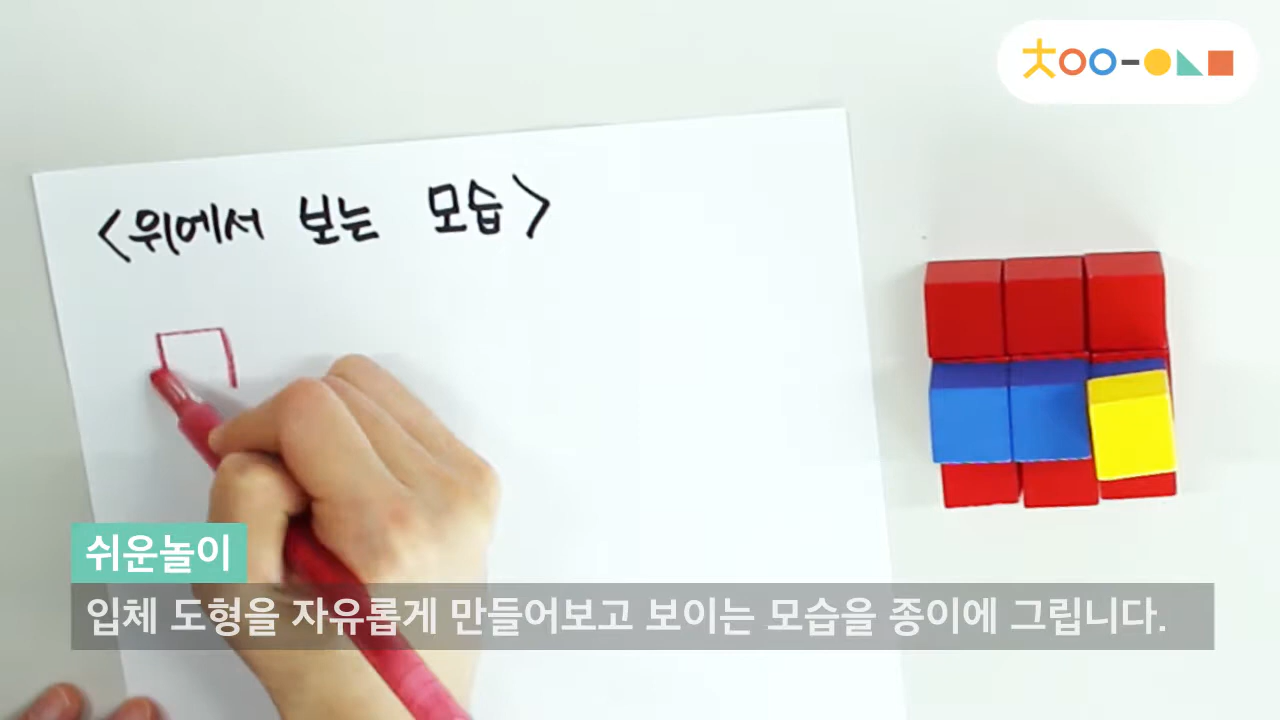 <위에서 보는 모습>
쉬운놀이
입체 도형을 자유롭게 만들어보고 보이는 모습을 종이에 그립니다.